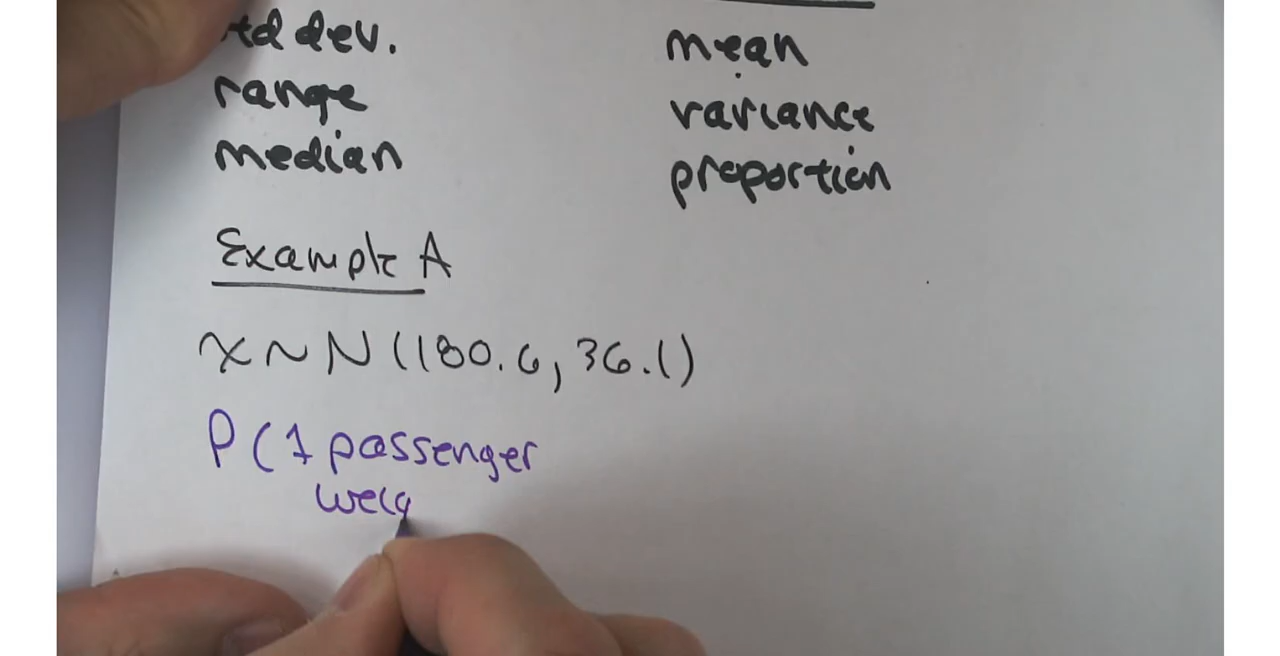 td dev.
range
median
mean
variance
proportion
Example A
x ~ N (180.6, 36.1)
P (1 passenger
weig